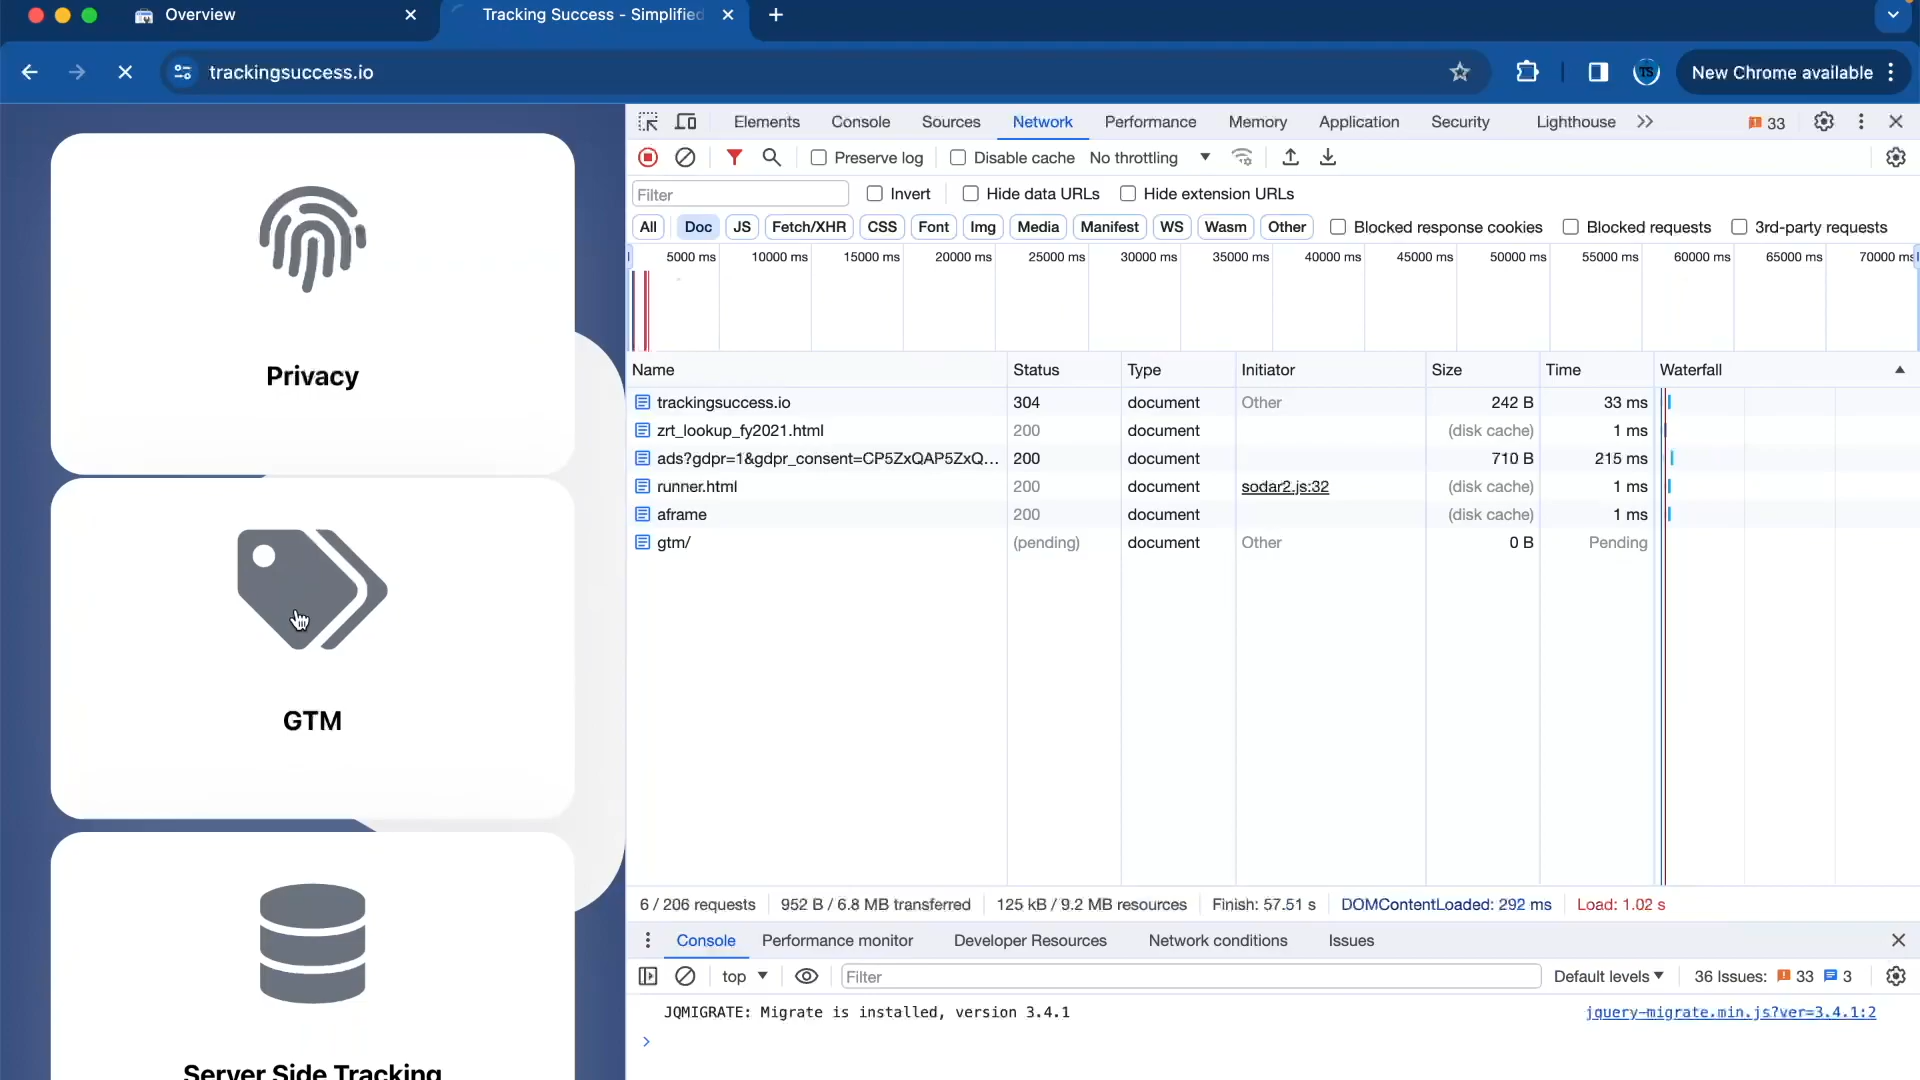 Overview
Tracking Success - Simplified
trackingsuccess.io
TS
New Chrome available
Privacy
GTM
Server Side Tracking
Elements Console Sources Network Performance Memory Application Security Lighthouse 33
Preserve log Disable cache No throttling
Filter Invert Hide data URLs Hide extension URLs
All Doc JS Fetch/XHR CSS Font Img Media Manifest WS Wasm Other Blocked response cookies Blocked requests 3rd-party requests
5000 ms 10000 ms 15000 ms 20000 ms 25000 ms 30000 ms 35000 ms 40000 ms 45000 ms 50000 ms 55000 ms 60000 ms 65000 ms 70000 ms
Name Status Type Initiator Size Time Waterfall
trackingsuccess.io 304 document Other 242 B 33 ms
zrt_lookup_fy2021.html 200 document (disk cache) 1 ms
ads?gdpr=1&gdpr_consent=CP5ZxQAP5ZxQ... 200 document 710 B 215 ms
runner.html 200 document sodar2.js:32 (disk cache) 1 ms
aframe 200 document (disk cache) 1 ms
gtm/ (pending) document Other 0 B Pending
6 / 206 requests 952 B / 6.8 MB transferred 125 kB / 9.2 MB resources Finish: 57.51 s DOMContentLoaded: 292 ms Load: 1.02 s
Console Performance monitor Developer Resources Network conditions Issues
top Filter Default levels 36 Issues: 33 3
JQMIGRATE: Migrate is installed, version 3.4.1 jquery-migrate.min.js?ver=3.4.1:2